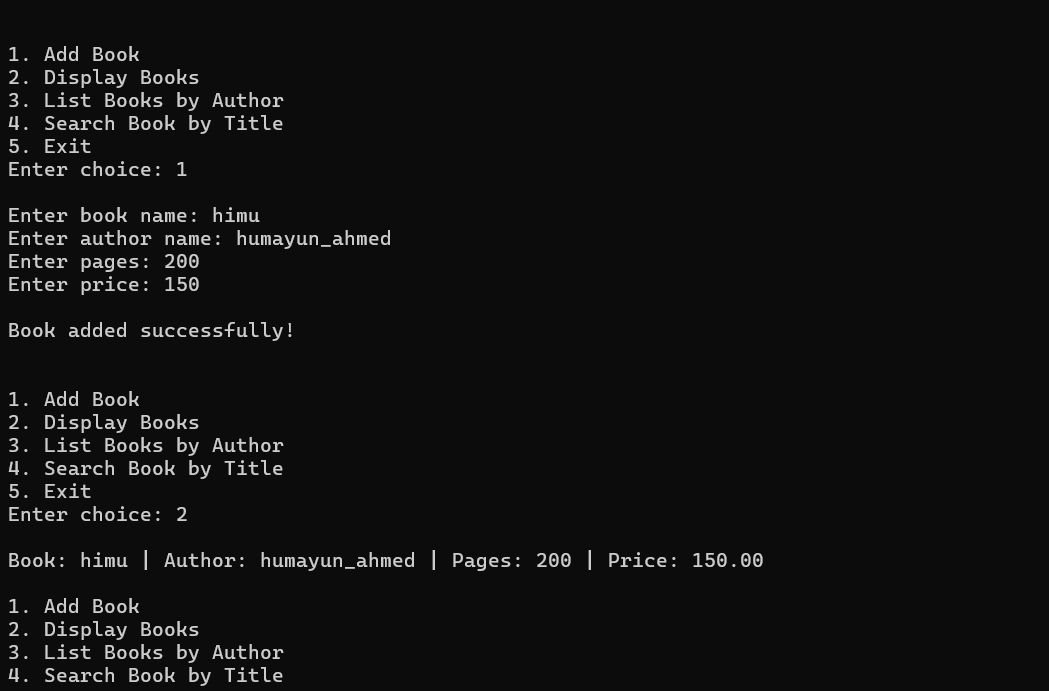 1. Add Book
2. Display Books
3. List Books by Author
4. Search Book by Title
5. Exit
Enter choice: 1
Enter book name: himu
Enter author name: humayun_ahmed
Enter pages: 200
Enter price: 150
Book added successfully!
1. Add Book
2. Display Books
3. List Books by Author
4. Search Book by Title
5. Exit
Enter choice: 2
Book: himu | Author: humayun_ahmed | Pages: 200 | Price: 150.00
1. Add Book
2. Display Books
3. List Books by Author
4. Search Book by Title